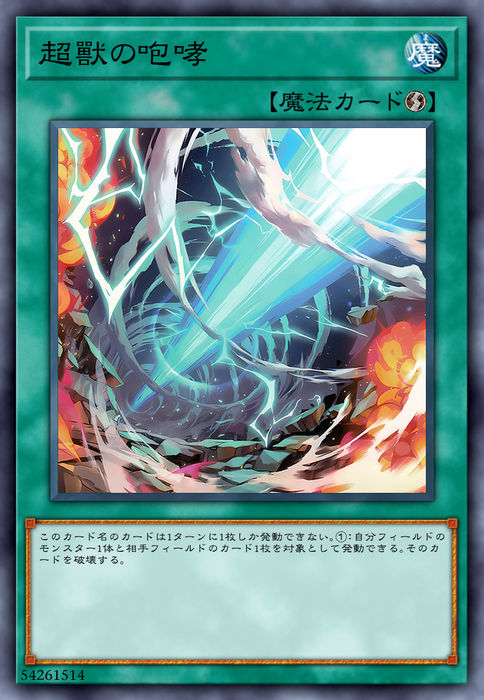 超獸の咆哮
魔
【魔法カード】
このカード名のカードは1ターンに1枚しか発動できない。①:自分フィールドの
モンスター1体と相手フィールドのカード1枚を対象として発動できる。そのカ
ードを破壊する。
54261514